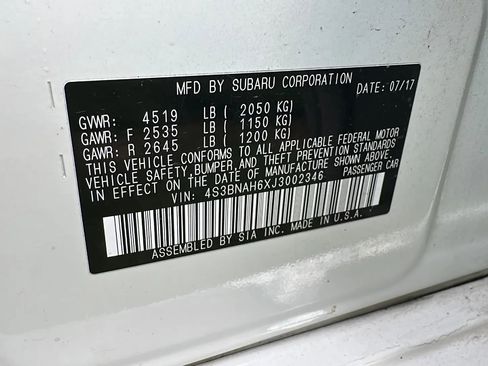 MFD BY SUBARU CORPORATION DATE: 07/17
GVWR: 4519 LB ( 2050 KG)
GAWR: F 2535 LB ( 1150 KG)
GAWR: R 2645 LB ( 1200 KG)
THIS VEHICLE CONFORMS TO ALL APPLICABLE FEDERAL MOTOR
VEHICLE SAFETY, BUMPER, AND THEFT PREVENTION STANDARDS
IN EFFECT ON THE DATE OF MANUFACTURE SHOWN ABOVE.
VIN: 4S3BNAH6XJ3002346 PASSENGER CAR
ASSEMBLED BY SIA INC. MADE IN U.S.A.